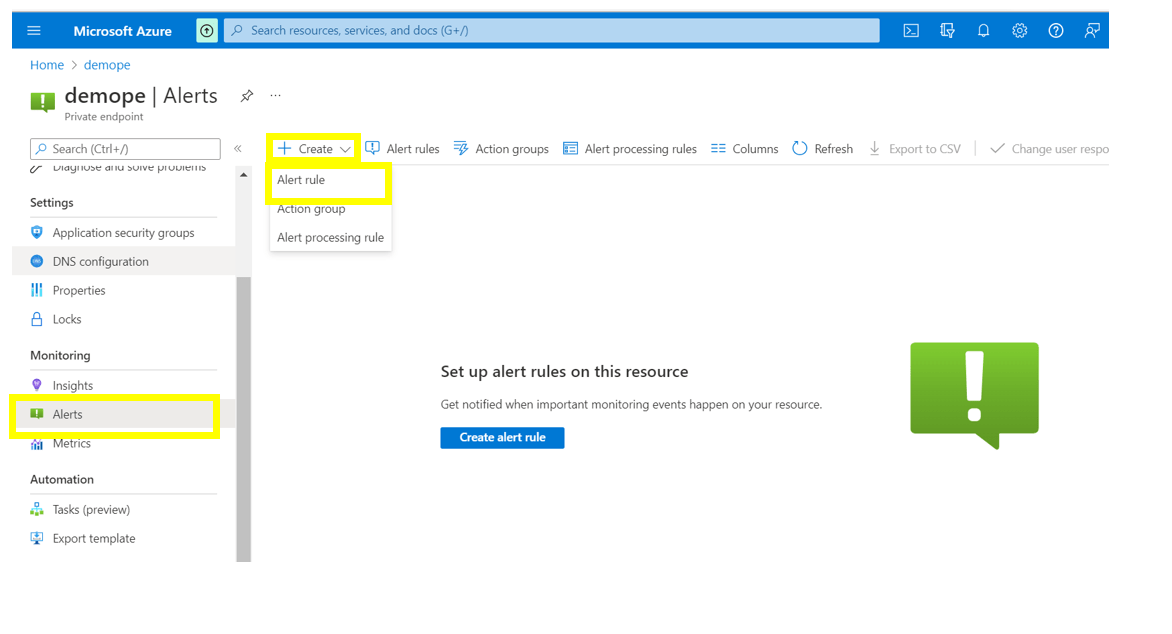 Microsoft Azure
Search resources, services, and docs (G+/)
Home > demope
demope | Alerts
...
Private endpoint
Search (Ctrl+/)
«
Create
Alert rules
Action groups
Alert processing rules
Columns
Refresh
Export to CSV
Change user respo
Alert rule
Action group
Alert processing rule
Diagnose and solve problems
Settings
Application security groups
DNS configuration
Properties
Locks
Monitoring
Insights
Alerts
Metrics
Automation
Tasks (preview)
Export template
Set up alert rules on this resource
Get notified when important monitoring events happen on your resource.
Create alert rule